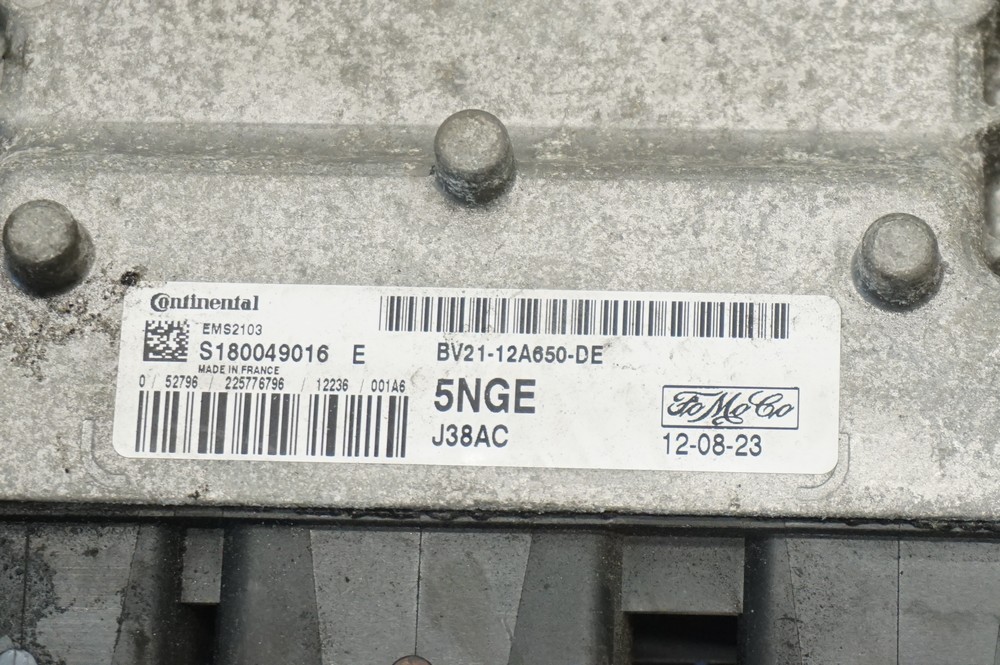 Continental
EMS2103
S180049016 E
MADE IN FRANCE
0 / 52796 / 225776796 / 12236 / 001A6
BV21-12A650-DE
5NGE
J38AC
FoMoCo
12-08-23